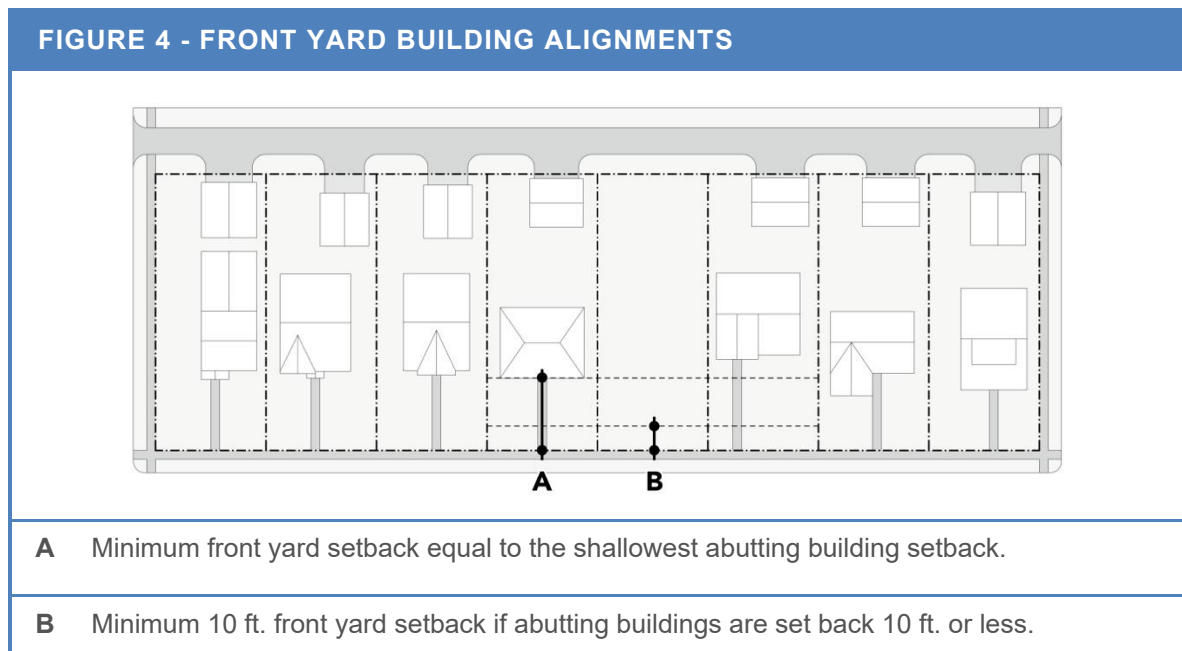 FIGURE 4 - FRONT YARD BUILDING ALIGNMENTS
A B
A Minimum front yard setback equal to the shallowest abutting building setback.
B Minimum 10 ft. front yard setback if abutting buildings are set back 10 ft. or less.